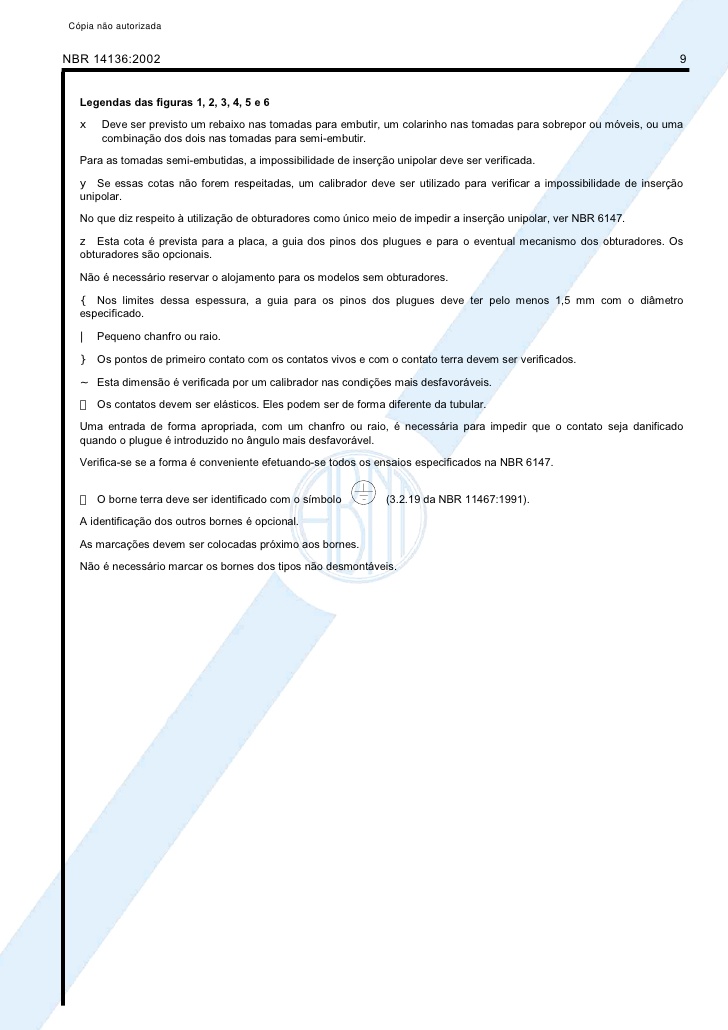 Cópia não autorizada
NBR 14136:2002 9
Legendas das figuras 1, 2, 3, 4, 5 e 6
x Deve ser previsto um rebaixo nas tomadas para embutir, um colarinho nas tomadas para sobrepor ou móveis, ou uma
combinação dos dois nas tomadas para semi-embutir.
Para as tomadas semi-embutidas, a impossibilidade de inserção unipolar deve ser verificada.
y Se essas cotas não forem respeitadas, um calibrador deve ser utilizado para verificar a impossibilidade de inserção
unipolar.
No que diz respeito à utilização de obturadores como único meio de impedir a inserção unipolar, ver NBR 6147.
z Esta cota é prevista para a placa, a guia dos pinos dos plugues e para o eventual mecanismo dos obturadores. Os
obturadores são opcionais.
Não é necessário reservar o alojamento para os modelos sem obturadores.
{ Nos limites dessa espessura, a guia para os pinos dos plugues deve ter pelo menos 1,5 mm com o diâmetro
especificado.
| Pequeno chanfro ou raio.
} Os pontos de primeiro contato com os contatos vivos e com o contato terra devem ser verificados.
~ Esta dimensão é verificada por um calibrador nas condições mais desfavoráveis.
▯ Os contatos devem ser elásticos. Eles podem ser de forma diferente da tubular.
Uma entrada de forma apropriada, com um chanfro ou raio, é necessária para impedir que o contato seja danificado
quando o plugue é introduzido no ângulo mais desfavorável.
Verifica-se se a forma é conveniente efetuando-se todos os ensaios especificados na NBR 6147.
▯ O borne terra deve ser identificado com o símbolo (3.2.19 da NBR 11467:1991).
A identificação dos outros bornes é opcional.
As marcações devem ser colocadas próximo aos bornes.
Não é necessário marcar os bornes dos tipos não desmontáveis.
ABNT